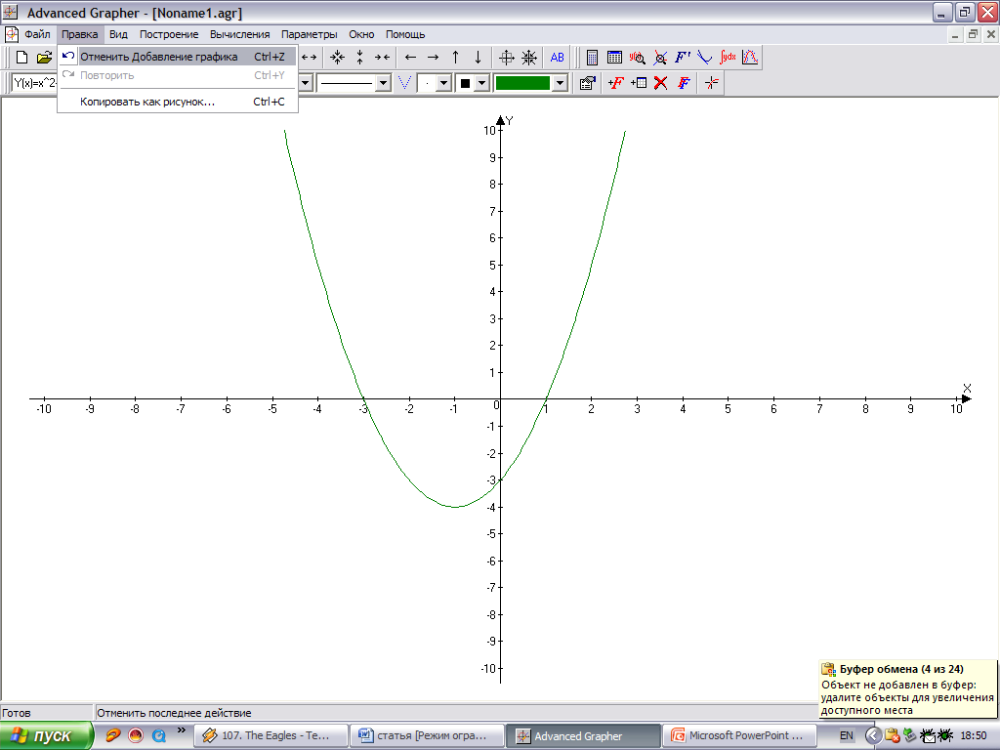 Advanced Grapher - [Noname1.agr]
Файл Правка Вид Построение Вычисления Параметры Окно Помощь
Отменить Добавление графика Ctrl+Z
Повторить Ctrl+Y
Копировать как рисунок... Ctrl+C
AB
Y(x)=x^2
Y
10
9
8
7
6
5
4
3
2
1
X
-10 -9 -8 -7 -6 -5 -4 -3 -2 -1 0 1 2 3 4 5 6 7 8 9 10
-1
-2
-3
-4
-5
-6
-7
-8
-9
-10
Буфер обмена (4 из 24)
Объект не добавлен в буфер:
удалите объекты для увеличения
доступного места
Готов Отменить последнее действие
пуск 107. The Eagles - Te... статья [Режим огра... Advanced Grapher Microsoft PowerPoint ... EN 18:50